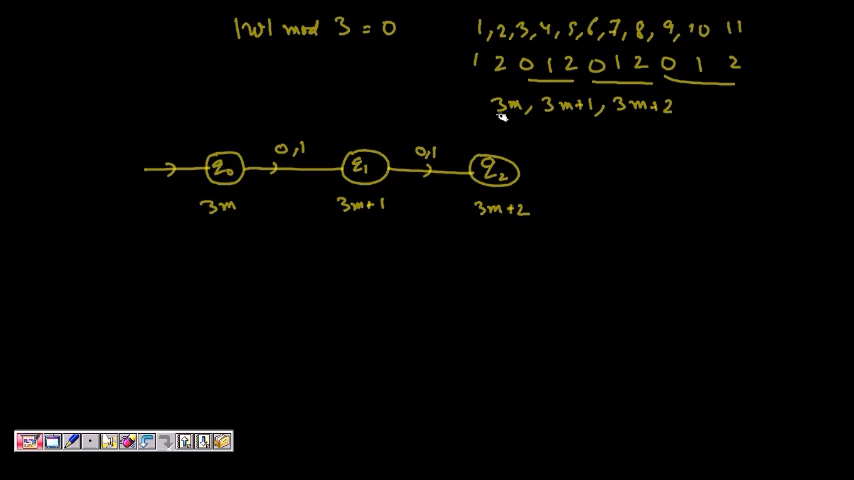 |w| mod 3 = 0
1, 2, 3, 4, 5, 6, 7, 8, 9, 10 11
1 2 0 1 2 0 1 2 0 1 2
3m, 3m+1, 3m+2
0,1 0,1
q0 q1 q2
3m 3m+1 3m+2